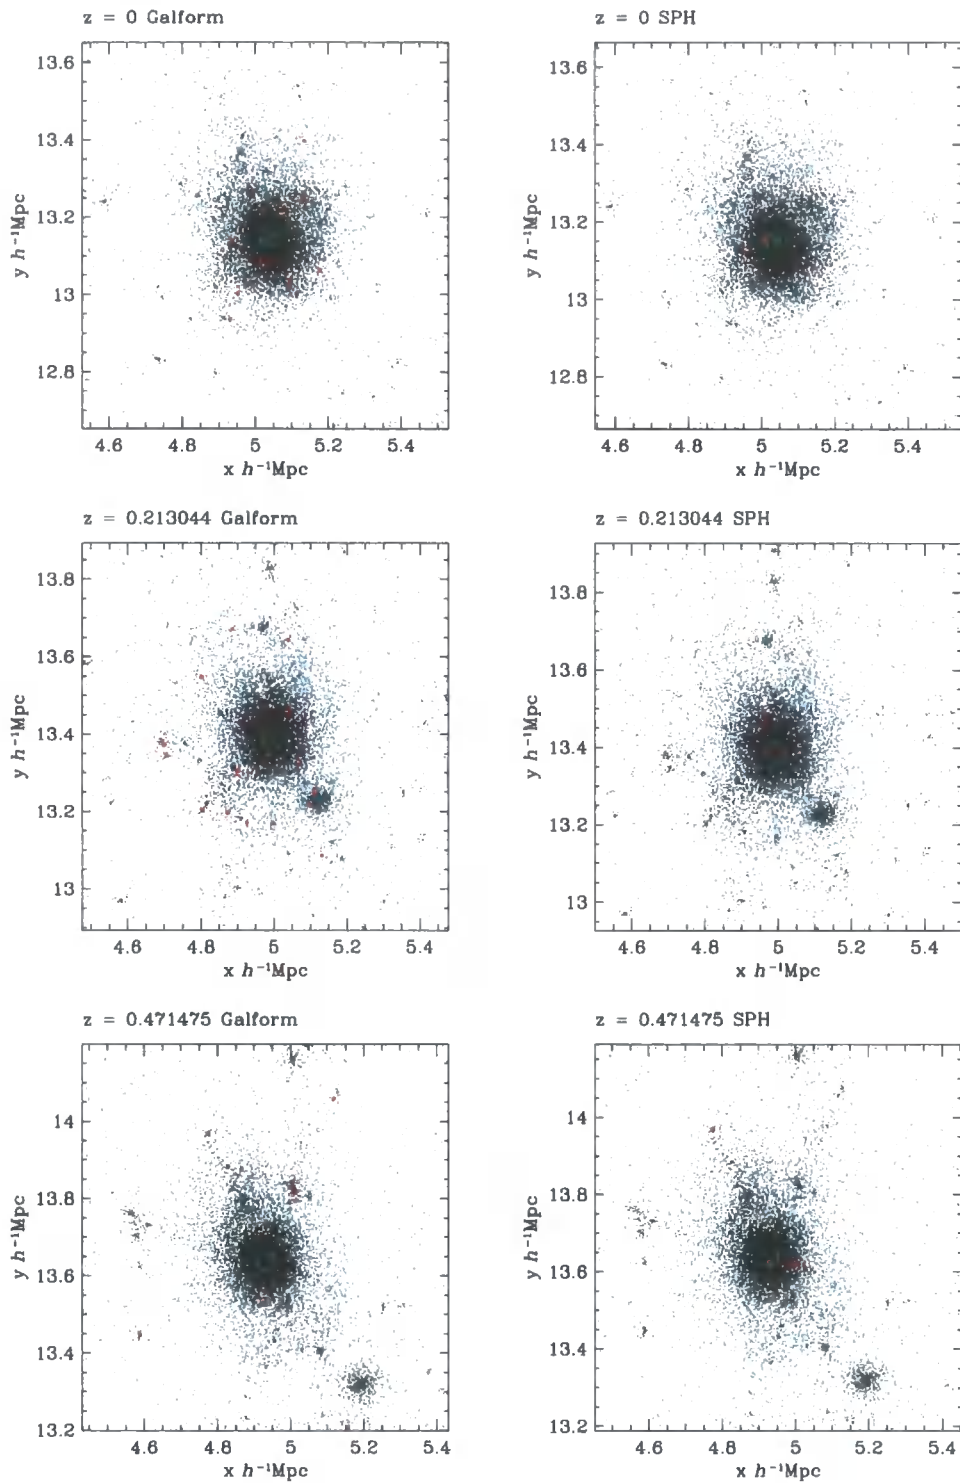 z = 0 Galform
z = 0 SPH
13.6
13.4
13.2
13
12.8
y h⁻¹Mpc
4.6 4.8 5 5.2 5.4
x h⁻¹Mpc
13.6
13.4
13.2
13
12.8
y h⁻¹Mpc
4.6 4.8 5 5.2 5.4
x h⁻¹Mpc
z = 0.213044 Galform
z = 0.213044 SPH
13.8
13.6
13.4
13.2
13
y h⁻¹Mpc
4.6 4.8 5 5.2 5.4
x h⁻¹Mpc
13.8
13.6
13.4
13.2
13
y h⁻¹Mpc
4.6 4.8 5 5.2 5.4
x h⁻¹Mpc
z = 0.471475 Galform
z = 0.471475 SPH
14
13.8
13.6
13.4
13.2
y h⁻¹Mpc
4.6 4.8 5 5.2 5.4
x h⁻¹Mpc
14
13.8
13.6
13.4
13.2
y h⁻¹Mpc
4.6 4.8 5 5.2 5.4
x h⁻¹Mpc